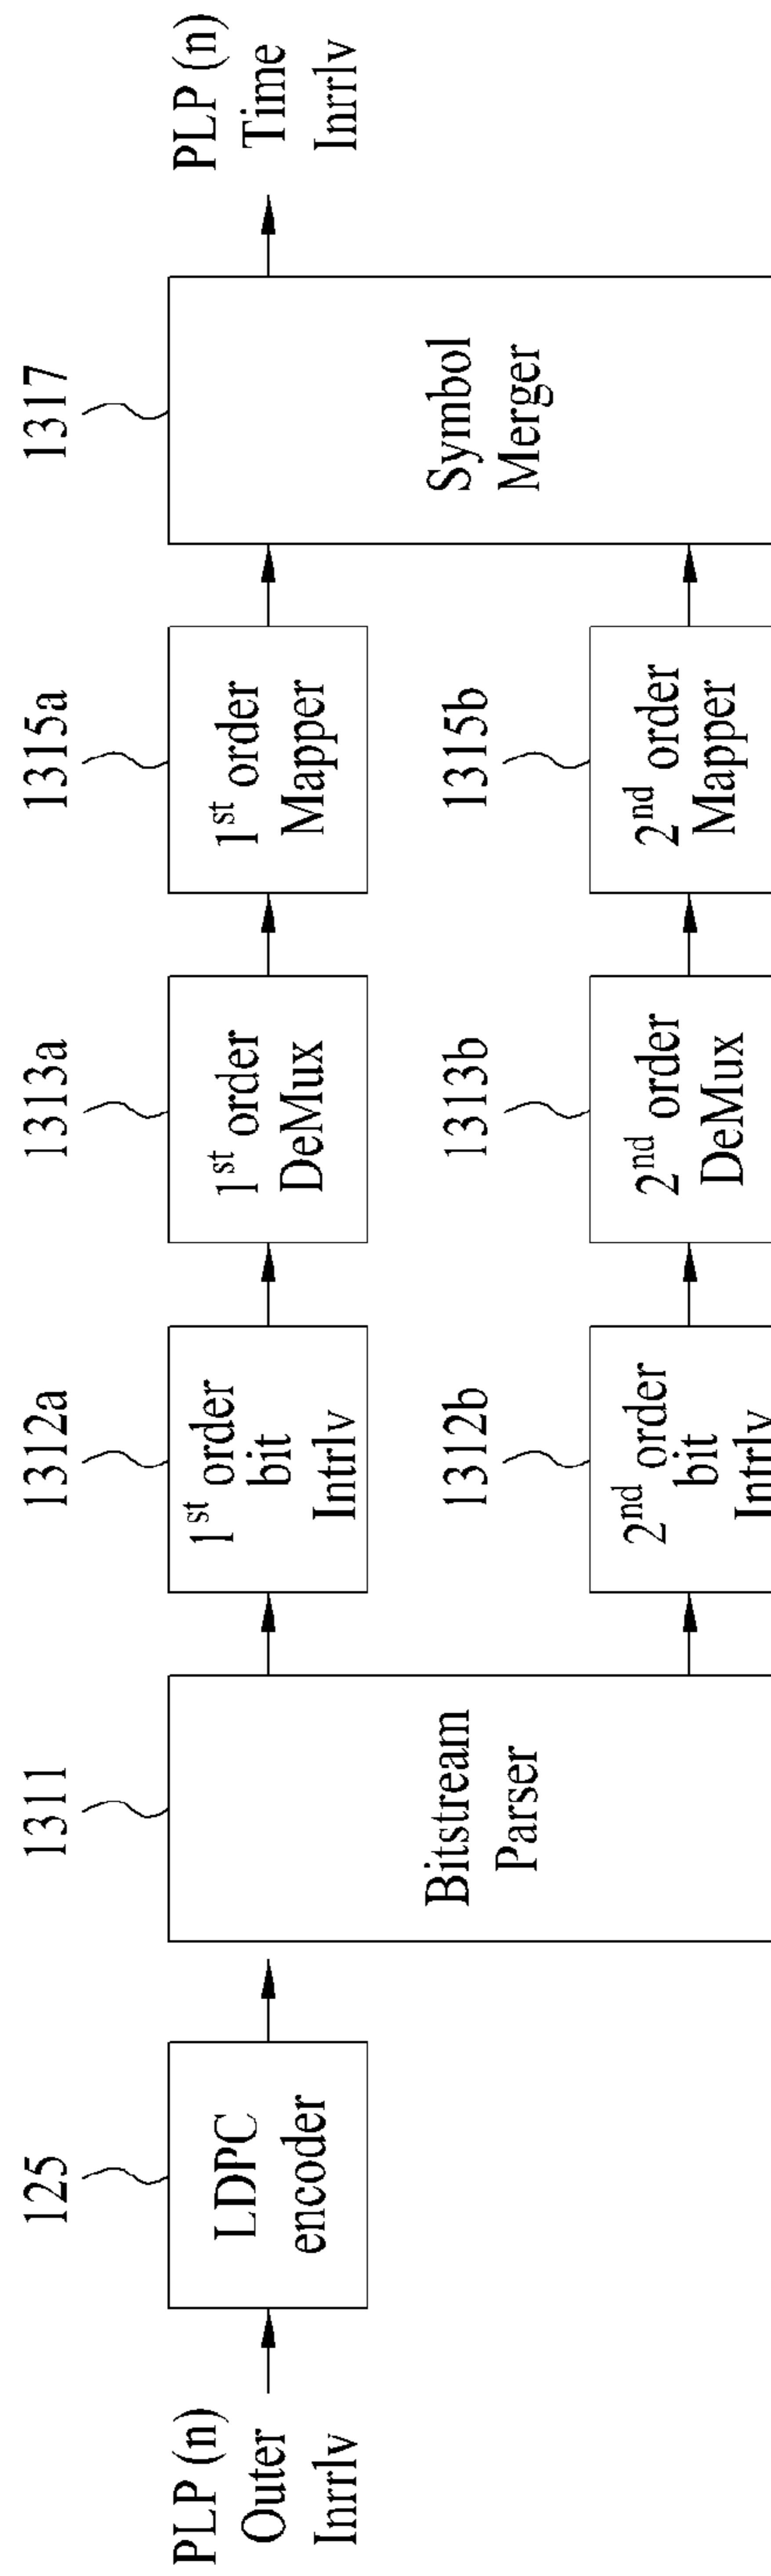 PLP (n)
Outer
Inrrlv
125
LDPC
encoder
1311
Bitstream
Parser
1312a
1st order
bit
Intrlv
1313a
1st order
DeMux
1315a
1st order
Mapper
1312b
2nd order
bit
Intrlv
1313b
2nd order
DeMux
1315b
2nd order
Mapper
1317
Symbol
Merger
PLP (n)
Time
Inrrlv